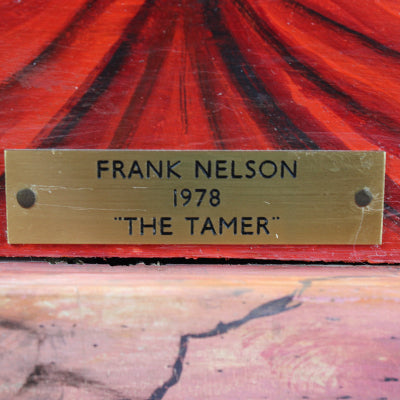 FRANK NELSON
1978
"THE TAMER"